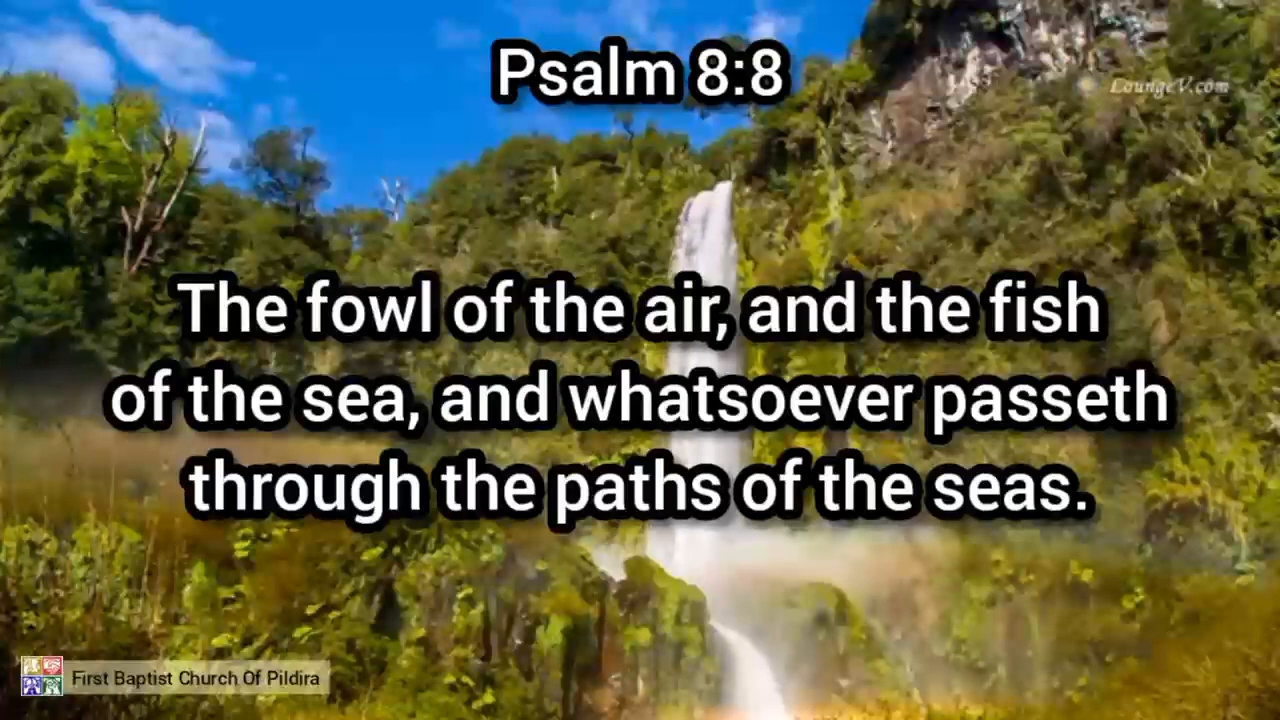 Psalm 8:8
LoungeV.com
The fowl of the air, and the fish
of the sea, and whatsoever passeth
through the paths of the seas.
First Baptist Church Of Pildira